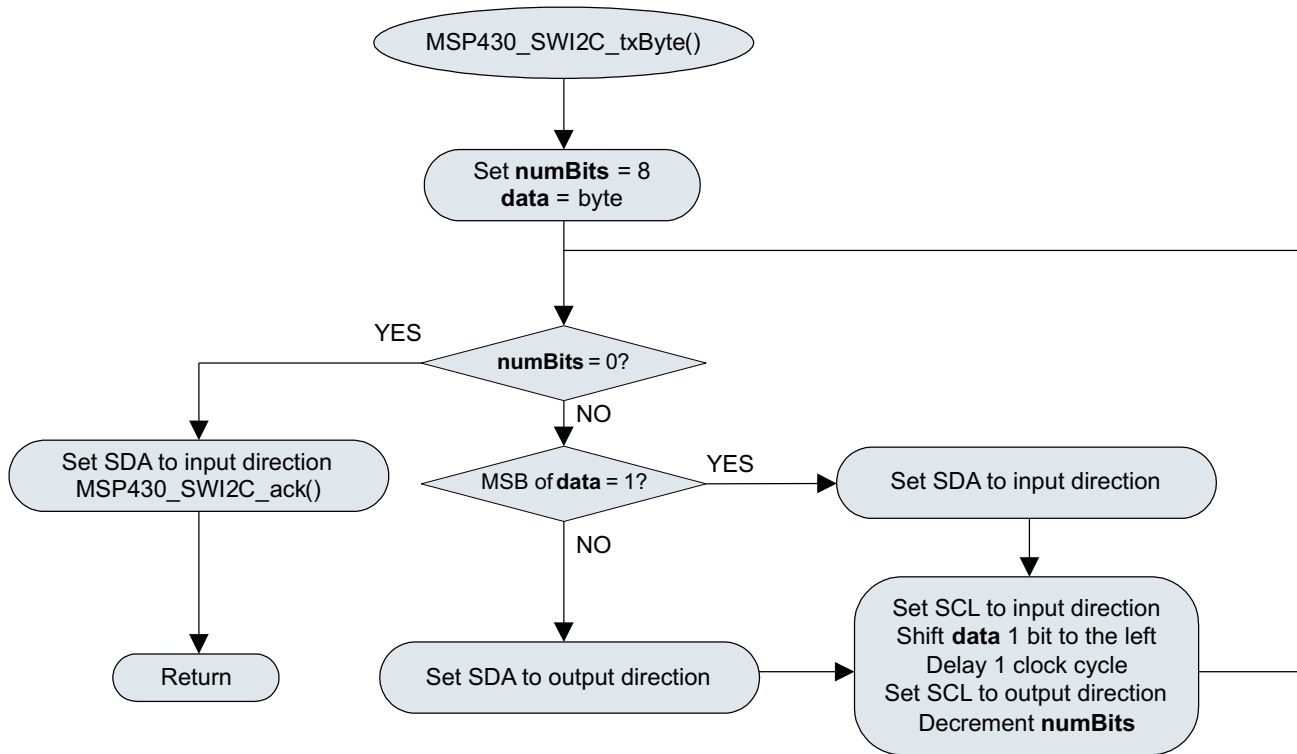 MSP430_SWI2C_txByte()
Set numBits = 8
data = byte
YES
numBits = 0?
NO
Set SDA to input direction
MSP430_SWI2C_ack()
MSB of data = 1?
YES
Set SDA to input direction
NO
Return
Set SDA to output direction
Set SCL to input direction
Shift data 1 bit to the left
Delay 1 clock cycle
Set SCL to output direction
Decrement numBits